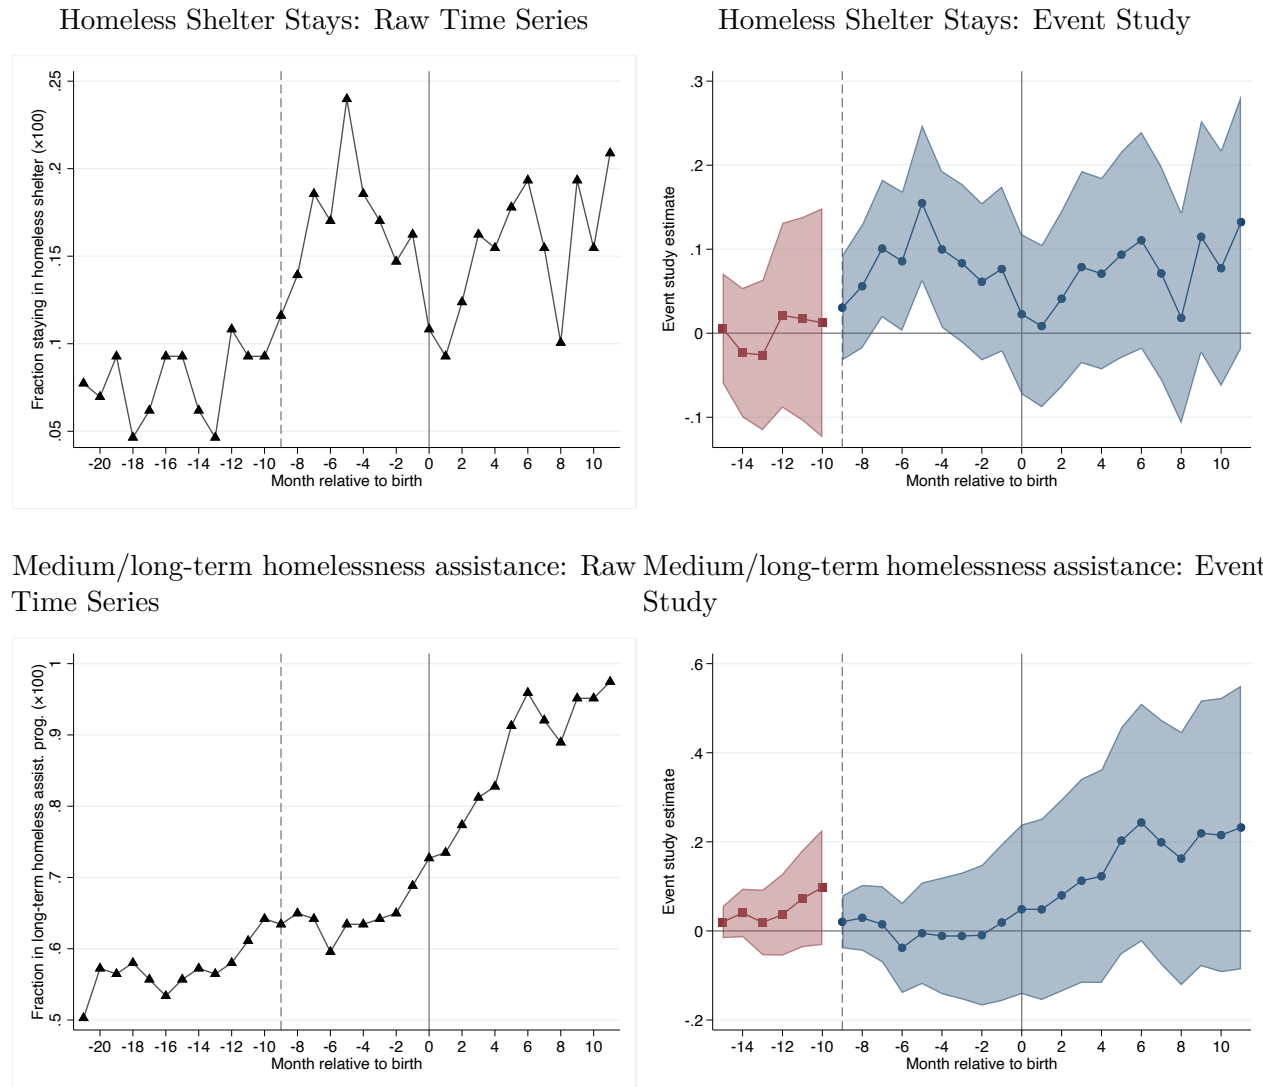 Homeless Shelter Stays: Raw Time Series
Fraction staying in homeless shelter (×100)
.25
.2
.15
.1
.05
-20 -18 -16 -14 -12 -10 -8 -6 -4 -2 0 2 4 6 8 10
Month relative to birth
Homeless Shelter Stays: Event Study
Event study estimate
.3
.2
.1
0
-.1
-14 -12 -10 -8 -6 -4 -2 0 2 4 6 8 10
Month relative to birth
Medium/long-term homelessness assistance: Raw
Time Series
Fraction in long-term homeless assist. prog. (×100)
1
.9
.8
.7
.6
.5
-20 -18 -16 -14 -12 -10 -8 -6 -4 -2 0 2 4 6 8 10
Month relative to birth
Medium/long-term homelessness assistance: Event
Study
Event study estimate
.6
.4
.2
0
-.2
-14 -12 -10 -8 -6 -4 -2 0 2 4 6 8 10
Month relative to birth